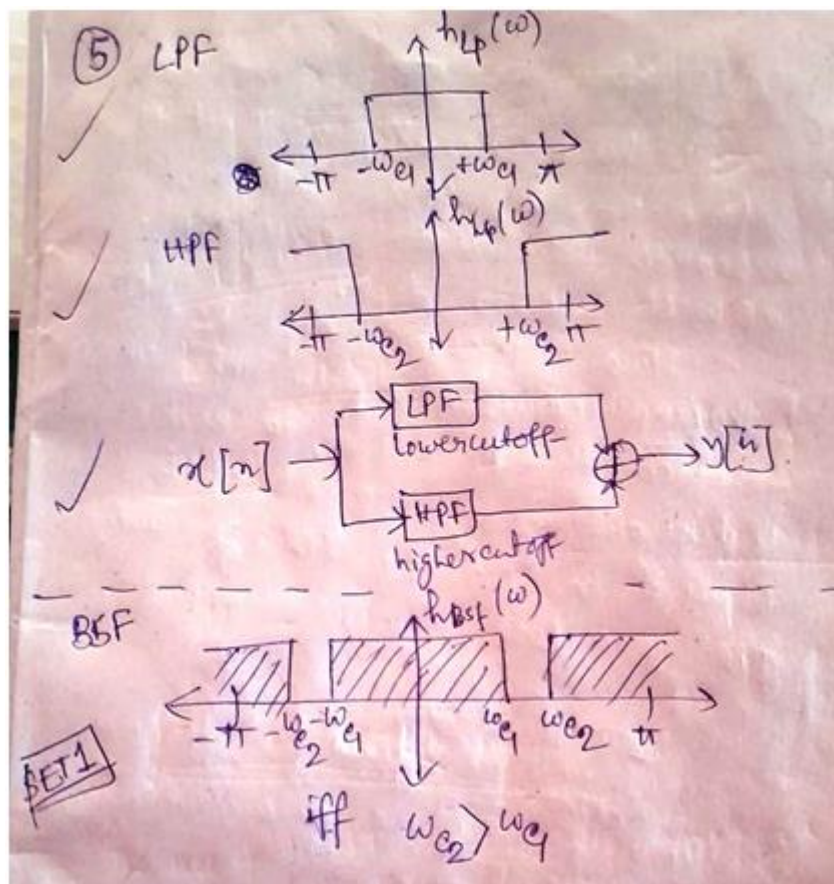 ⑤ LPF
h_LP(ω)
-π -ω_c1 +ω_c1 π
HPF
h_Lp(ω)
-π -ω_c2 +ω_c2 π
x[n] LPF y[n]
lowercutoff
HPF
highercutoff
BSF
h_BSf(ω)
-π -ω_c2 -ω_c1 ω_c1 ω_c2 π
SET1
iff ω_c2 > ω_c1